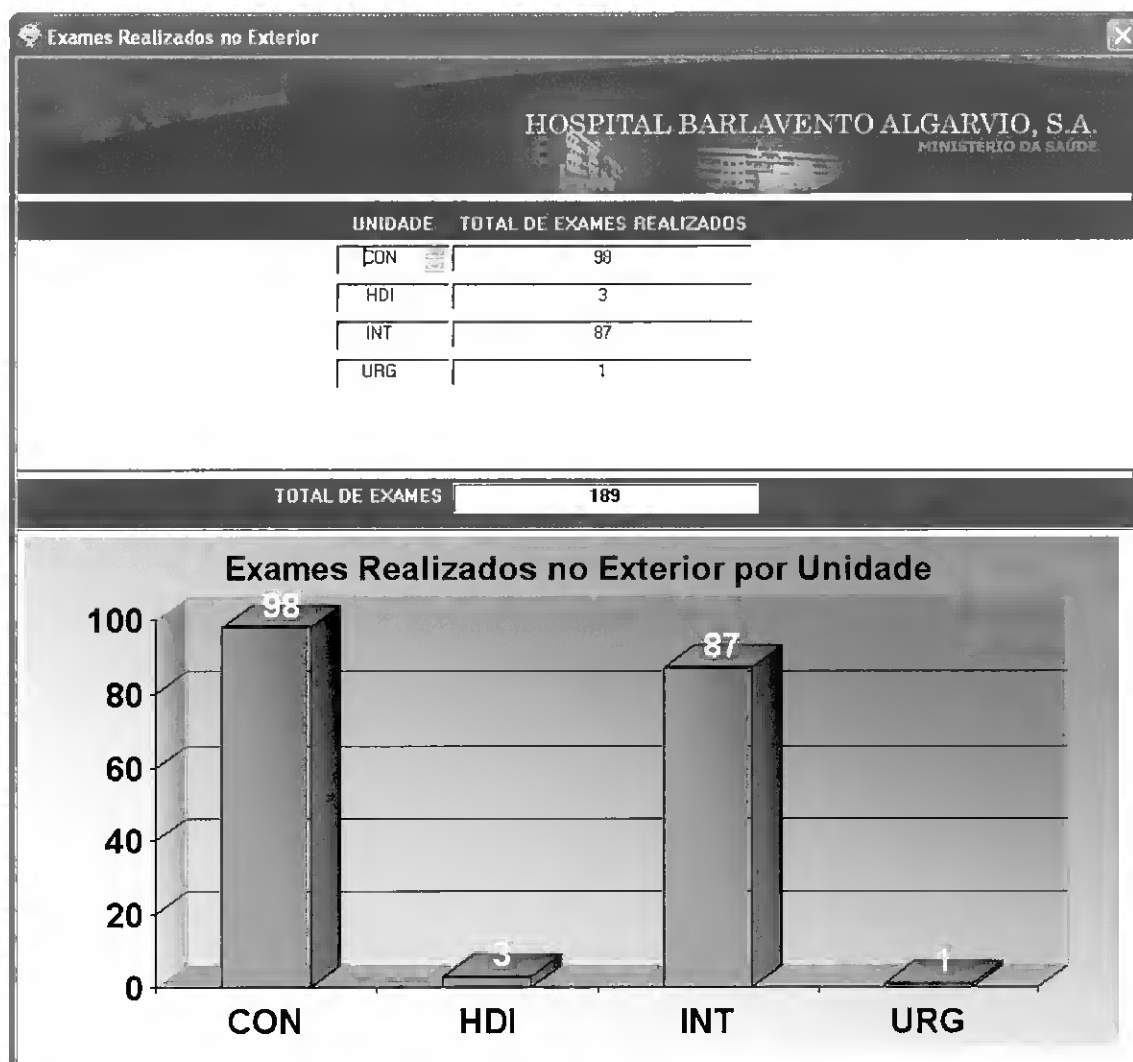 Exames Realizados no Exterior
HOSPITAL BARLAVENTO ALGARVIO, S.A.
MINISTÉRIO DA SAÚDE
UNIDADE TOTAL DE EXAMES REALIZADOS
CON 98
HDI 3
INT 87
URG 1
TOTAL DE EXAMES 189
Exames Realizados no Exterior por Unidade
100
80
60
40
20
0
98
3
87
1
CON HDI INT URG